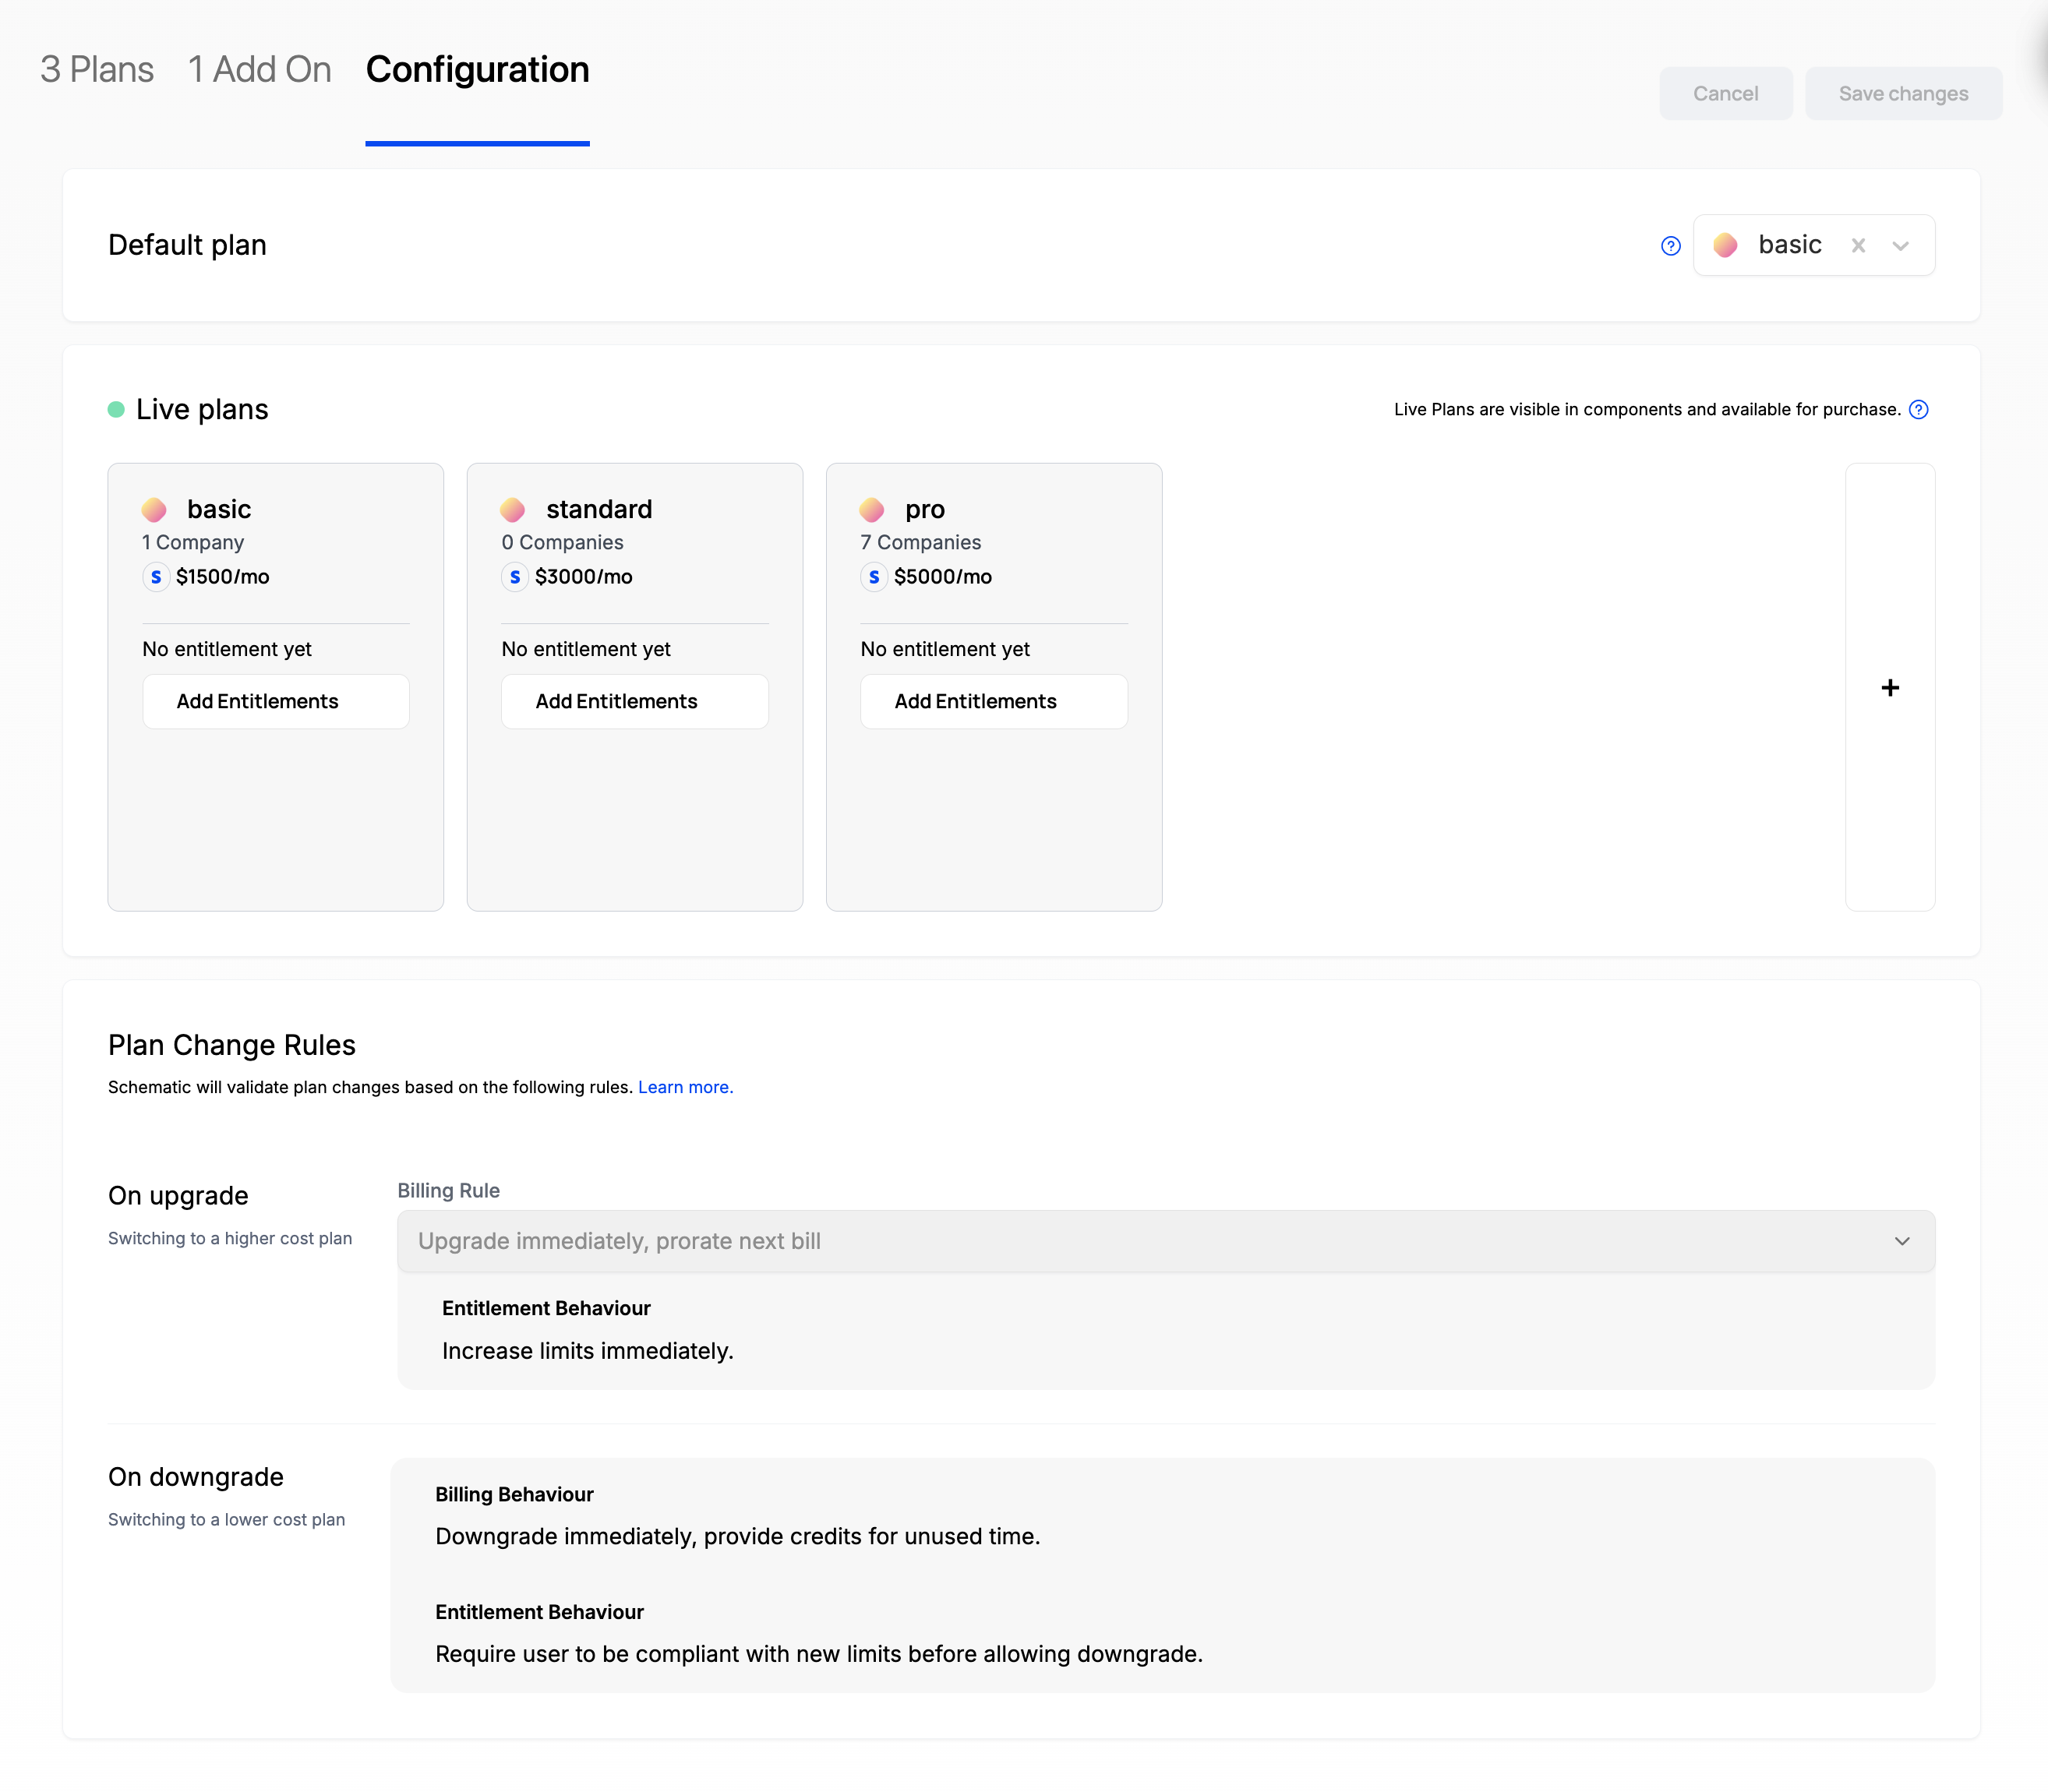 3 Plans 1 Add On Configuration
Cancel Save changes
Default plan
basic
Live plans
Live Plans are visible in components and available for purchase.
basic
1 Company
S $1500/mo
No entitlement yet
Add Entitlements
standard
0 Companies
S $3000/mo
No entitlement yet
Add Entitlements
pro
7 Companies
S $5000/mo
No entitlement yet
Add Entitlements
+
Plan Change Rules
Schematic will validate plan changes based on the following rules. Learn more.
On upgrade
Switching to a higher cost plan
Billing Rule
Upgrade immediately, prorate next bill
Entitlement Behaviour
Increase limits immediately.
On downgrade
Switching to a lower cost plan
Billing Behaviour
Downgrade immediately, provide credits for unused time.
Entitlement Behaviour
Require user to be compliant with new limits before allowing downgrade.